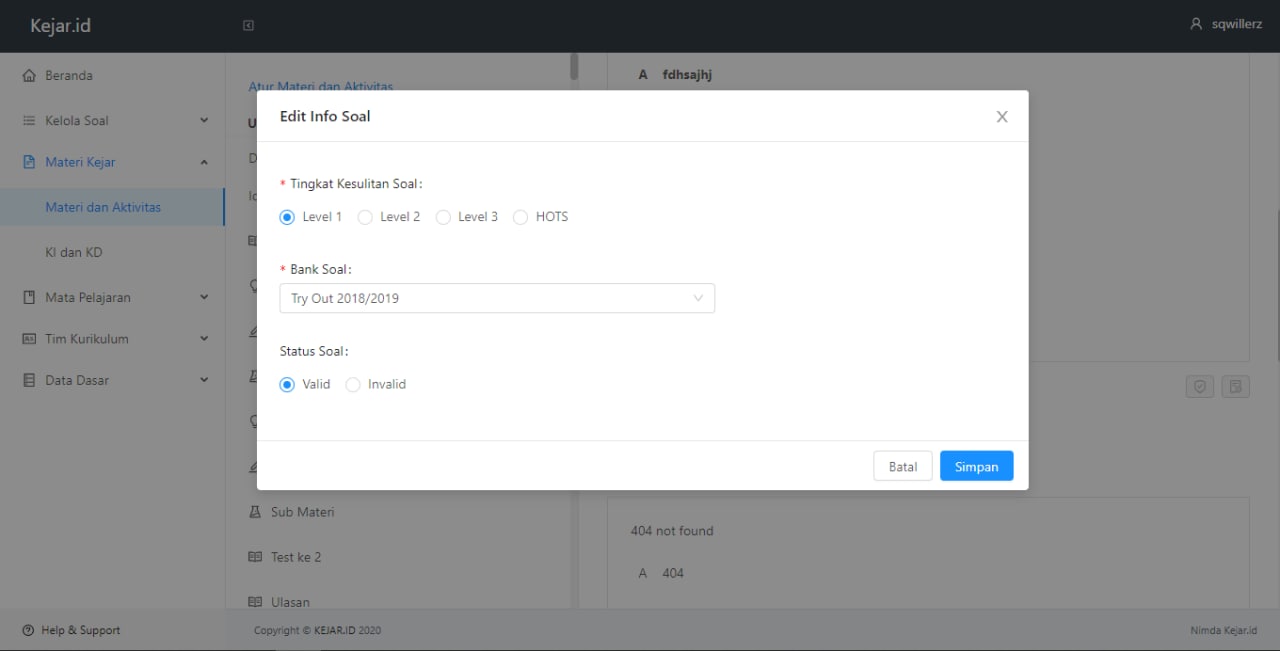 Kejar.id
sqwillerz
Beranda
Kelola Soal
Materi Kejar
Materi dan Aktivitas
KI dan KD
Mata Pelajaran
Tim Kurikulum
Data Dasar
Help & Support
Atur Materi dan Aktivitas
U
D
A fdhsajhj
Edit Info Soal
* Tingkat Kesulitan Soal:
Level 1 Level 2 Level 3 HOTS
* Bank Soal:
Try Out 2018/2019
Status Soal:
Valid Invalid
Batal Simpan
Sub Materi
Test ke 2
Ulasan
404 not found
A 404
Copyright © KEJAR.ID 2020
Nimda Kejar.id